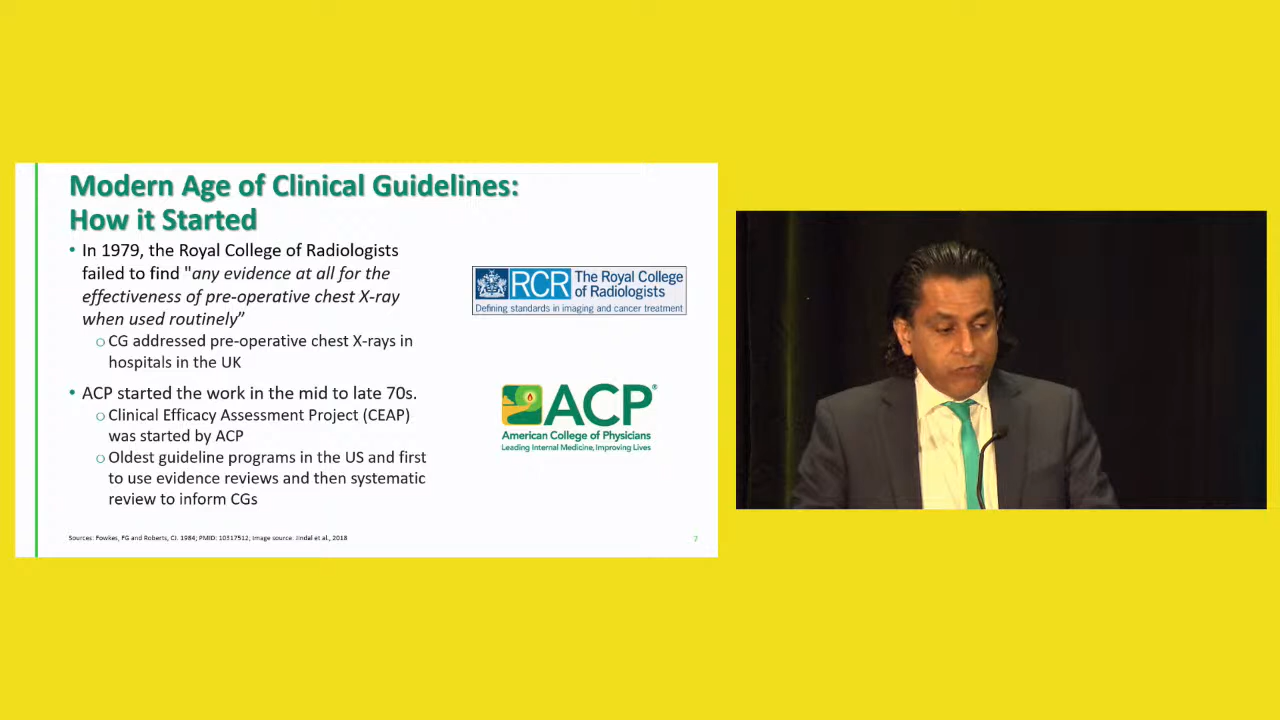 Modern Age of Clinical Guidelines:
How it Started
• In 1979, the Royal College of Radiologists
failed to find "any evidence at all for the
effectiveness of pre-operative chest X-ray
when used routinely”
○ CG addressed pre-operative chest X-rays in
hospitals in the UK
• ACP started the work in the mid to late 70s.
○ Clinical Efficacy Assessment Project (CEAP)
was started by ACP
○ Oldest guideline programs in the US and first
to use evidence reviews and then systematic
review to inform CGs
RCR The Royal College
of Radiologists
Defining standards in imaging and cancer treatment
ACP®
American College of Physicians
Leading Internal Medicine, Improving Lives
Sources: Fowkes, FG and Roberts, CJ. 1984; PMID: 10317512; Image source: Jindal et al., 2018
7